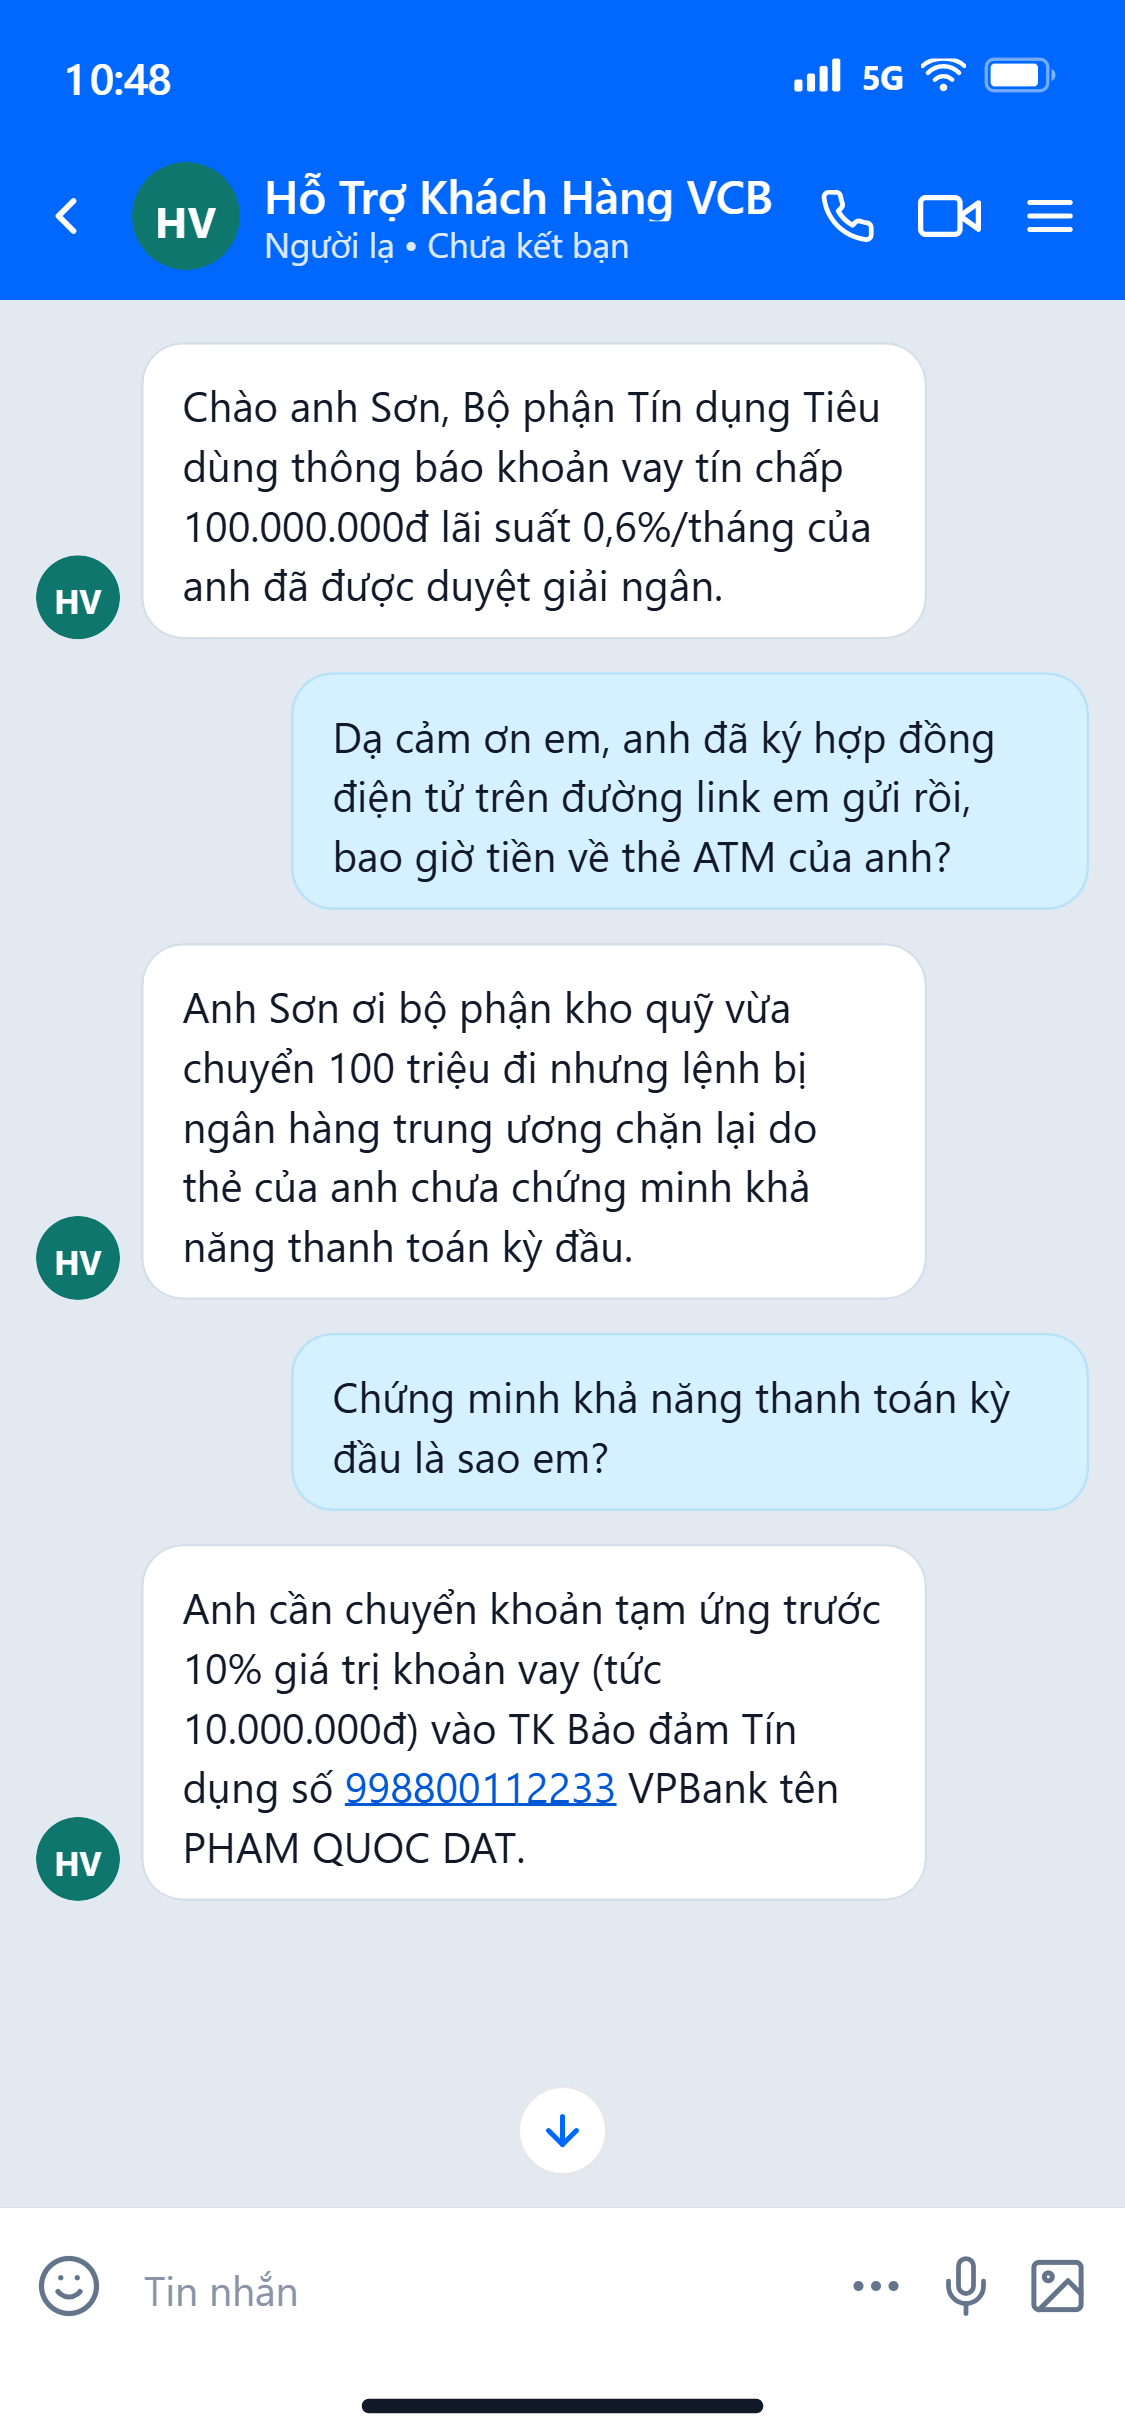 10:48
5G
HV
Hỗ Trợ Khách Hàng VCB
Người lạ • Chưa kết bạn
Chào anh Sơn, Bộ phận Tín dụng Tiêu
dùng thông báo khoản vay tín chấp
100.000.000đ lãi suất 0,6%/tháng của
anh đã được duyệt giải ngân.
HV
Dạ cảm ơn em, anh đã ký hợp đồng
điện tử trên đường link em gửi rồi,
bao giờ tiền về thẻ ATM của anh?
Anh Sơn ơi bộ phận kho quỹ vừa
chuyển 100 triệu đi nhưng lệnh bị
ngân hàng trung ương chặn lại do
thẻ của anh chưa chứng minh khả
năng thanh toán kỳ đầu.
HV
Chứng minh khả năng thanh toán kỳ
đầu là sao em?
Anh cần chuyển khoản tạm ứng trước
10% giá trị khoản vay (tức
10.000.000đ) vào TK Bảo đảm Tín
dụng số 998800112233 VPBank tên
PHAM QUOC DAT.
HV
Tin nhắn